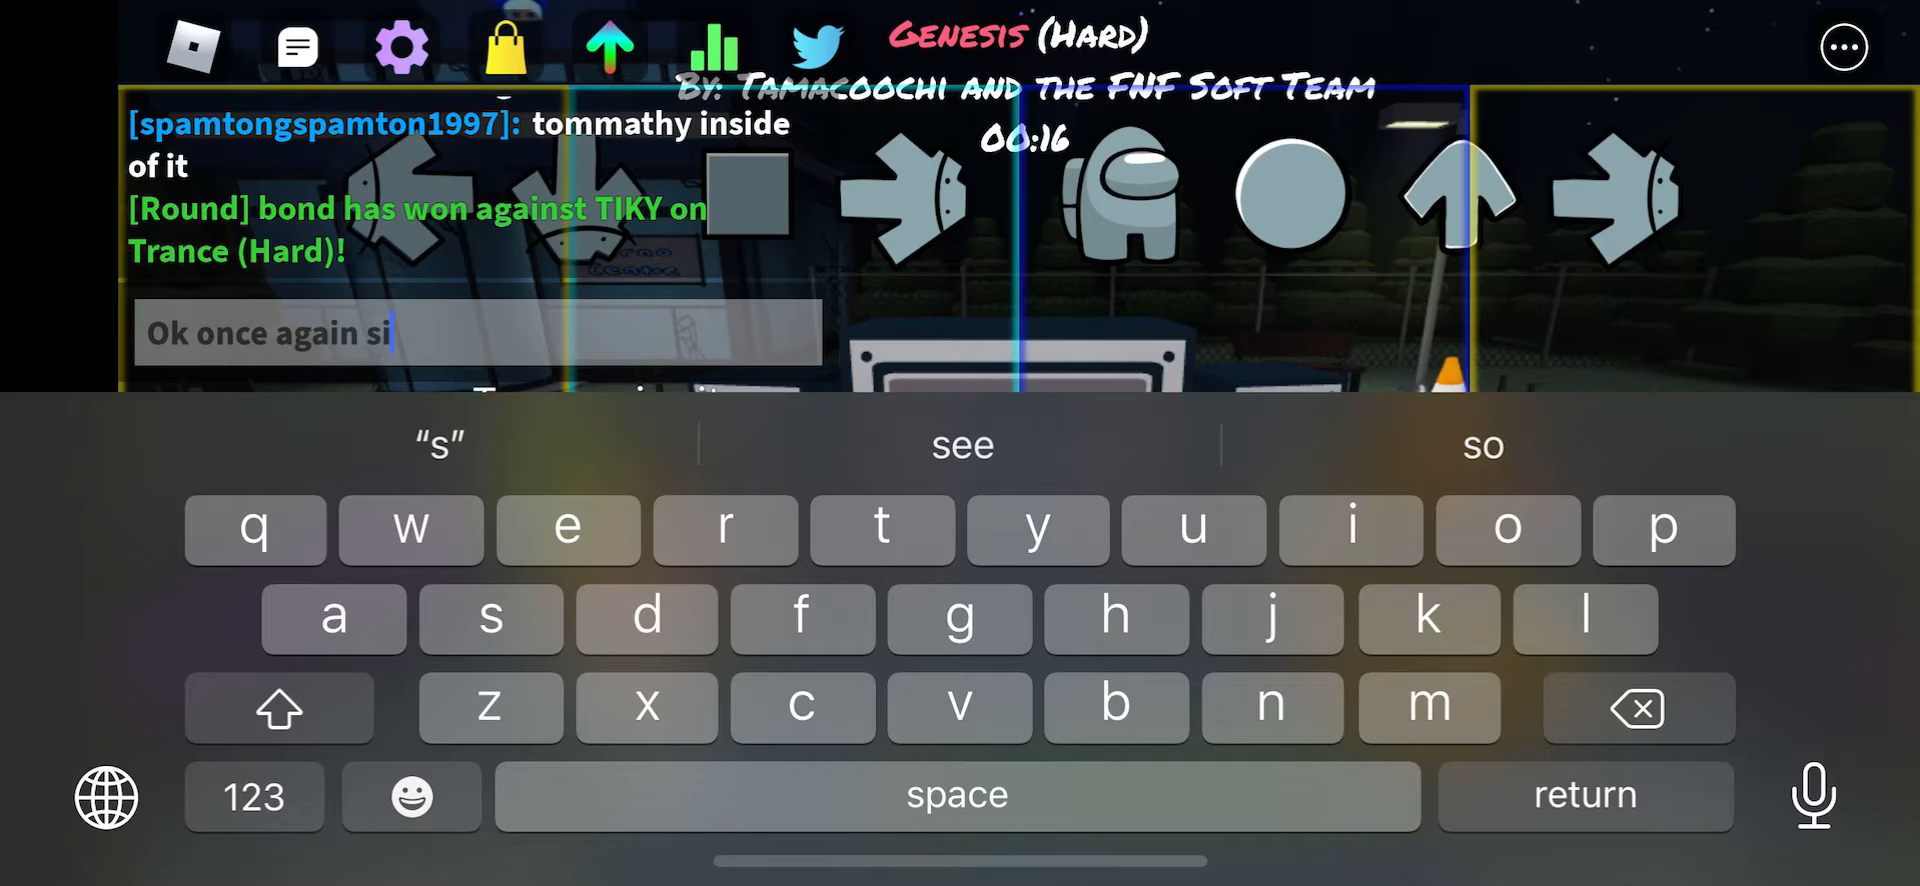 GENESIS (HARD)
BY: TAMACOOCHI AND THE FNF SOFT TEAM
00:16
[spamtongspamton1997]: tommathy inside
of it
[Round] bond has won against TIKY on
Trance (Hard)!
Ok once again si
“s” see so
q w e r t y u i o p
a s d f g h j k l
z x c v b n m
123 space return